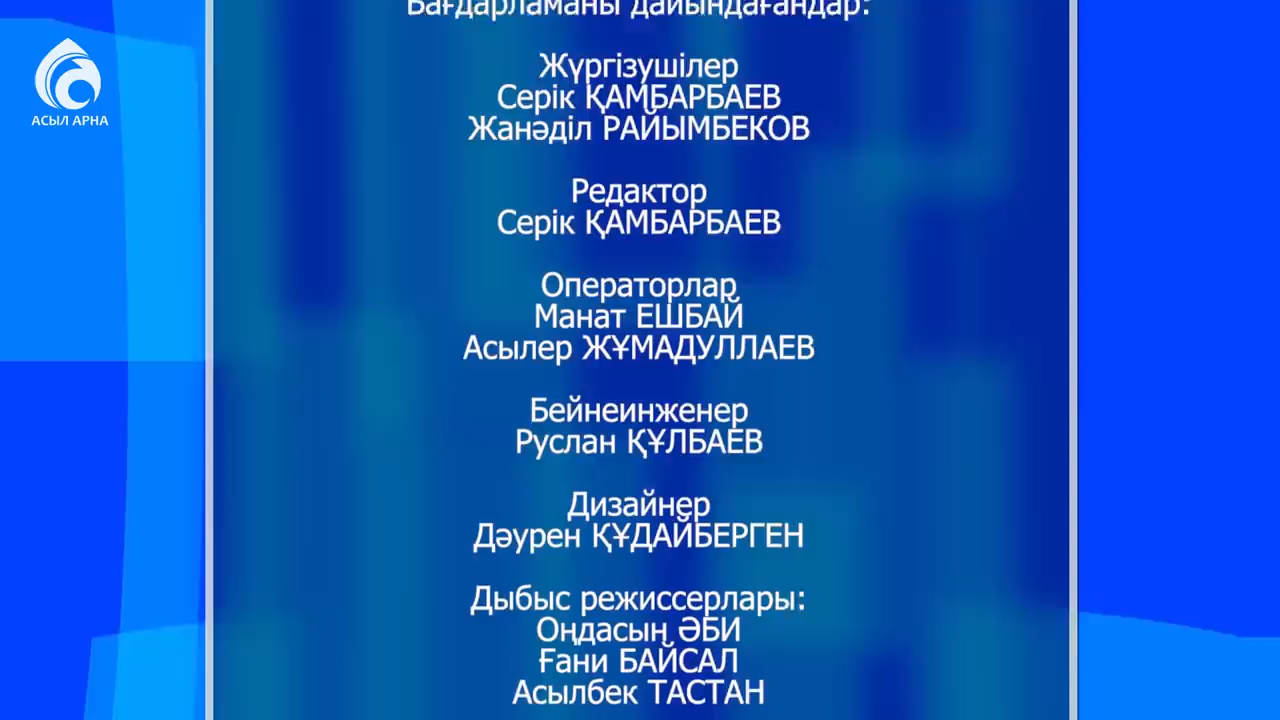 Бағдарламаны дайындағандар:
АСЫЛ АРНА
Жүргізушілер
Серік ҚАМБАРБАЕВ
Жанәділ РАЙЫМБЕКОВ
Редактор
Серік ҚАМБАРБАЕВ
Операторлар
Манат ЕШБАЙ
Асылер ЖҰМАДУЛЛАЕВ
Бейнеинженер
Руслан ҚҰЛБАЕВ
Дизайнер
Дәурен ҚҰДАЙБЕРГЕН
Дыбыс режиссерлары:
Оңдасын ӘБИ
Ғани БАЙСАЛ
Асылбек ТАСТАН